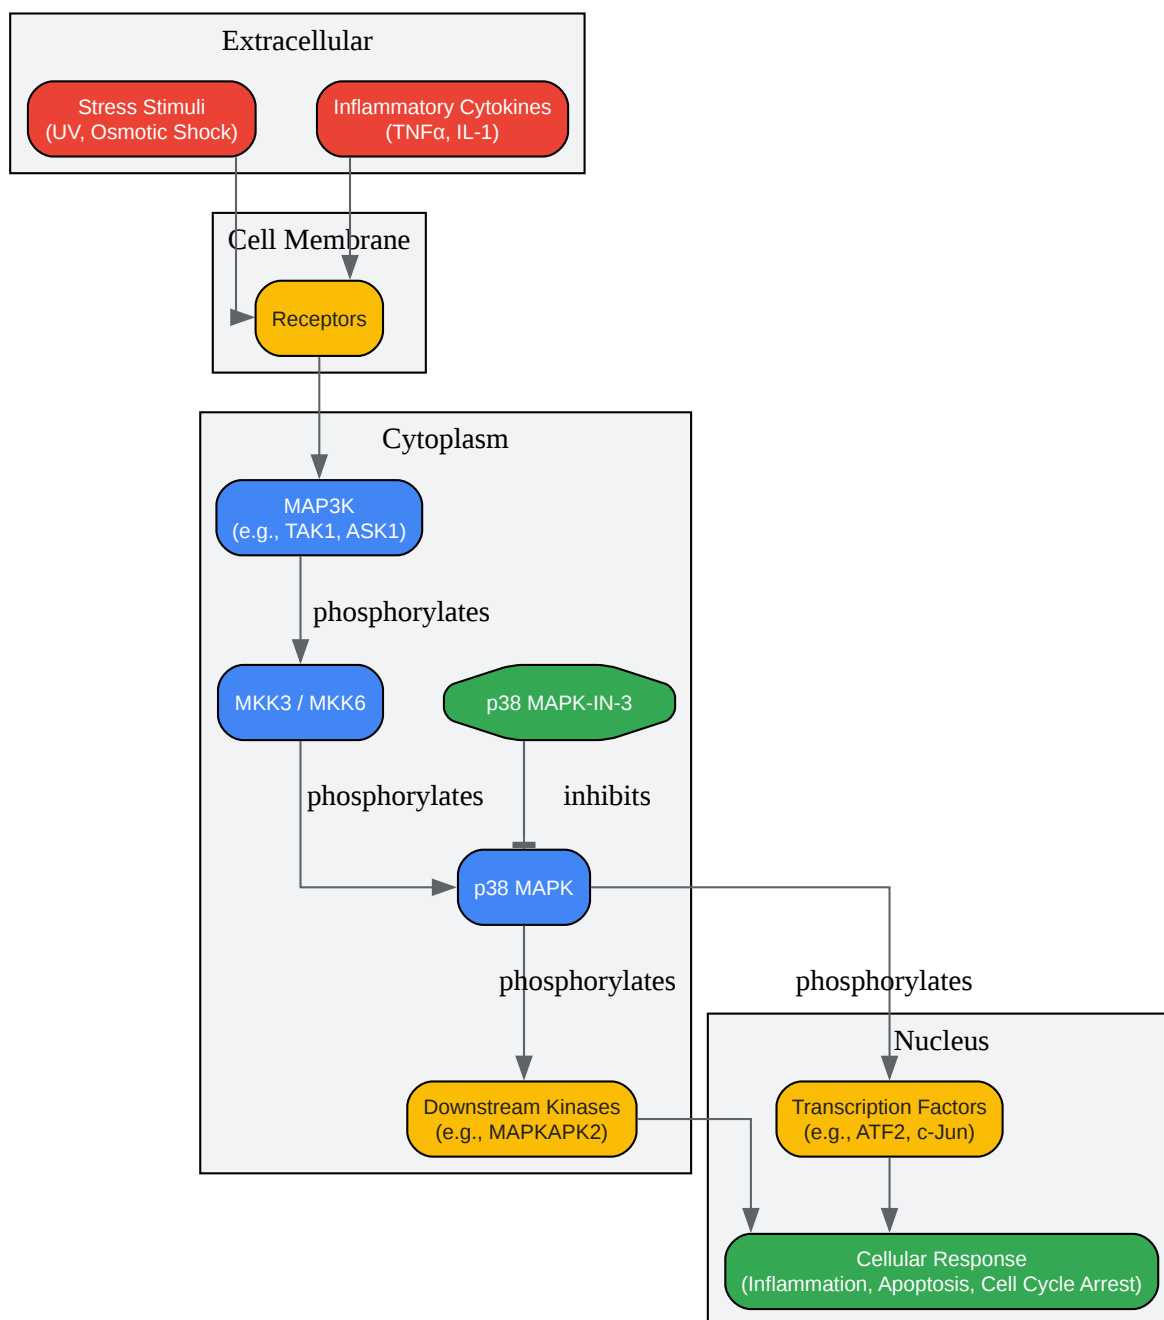 Extracellular
Stress Stimuli
(UV, Osmotic Shock)
Inflammatory Cytokines
(TNFα, IL-1)
Cell Membrane
Receptors
Cytoplasm
MAP3K
(e.g., TAK1, ASK1)
phosphorylates
MKK3 / MKK6
p38 MAPK-IN-3
phosphorylates
inhibits
p38 MAPK
phosphorylates
phosphorylates
Nucleus
Downstream Kinases
(e.g., MAPKAPK2)
Transcription Factors
(e.g., ATF2, c-Jun)
Cellular Response
(Inflammation, Apoptosis, Cell Cycle Arrest)